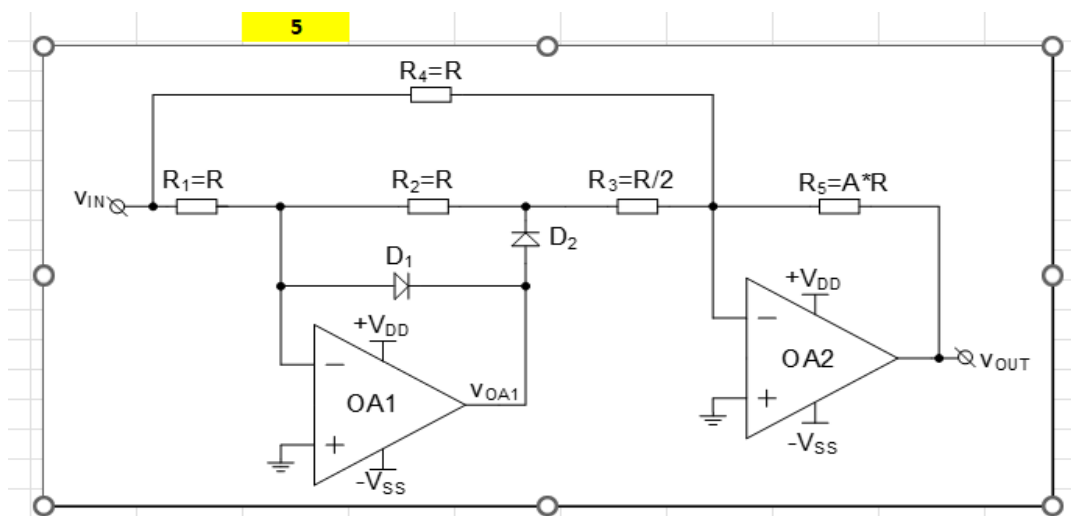 5
R₄=R
R₁=R
R₂=R
R₃=R/2
R₅=A*R
vIN
D₂
D₁
+VDD
+VDD
−
−
OA2
vOUT
OA1
vOA1
+
+
-VSS
-VSS